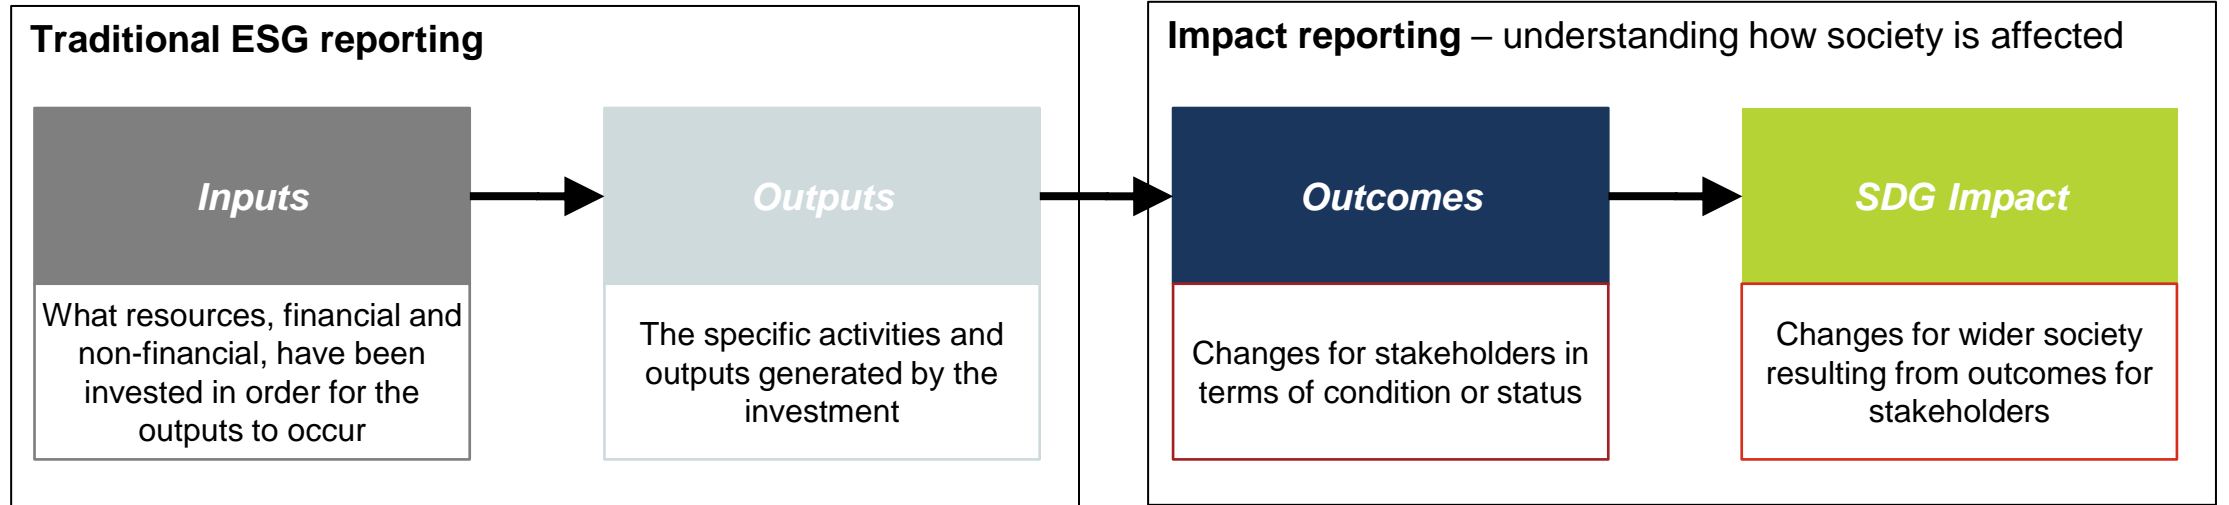 Traditional ESG reporting
Impact reporting – understanding how society is affected
Inputs
Outputs
Outcomes
SDG Impact
What resources, financial and
non-financial, have been
invested in order for the
outputs to occur
The specific activities and
outputs generated by the
investment
Changes for stakeholders in
terms of condition or status
Changes for wider society
resulting from outcomes for
stakeholders